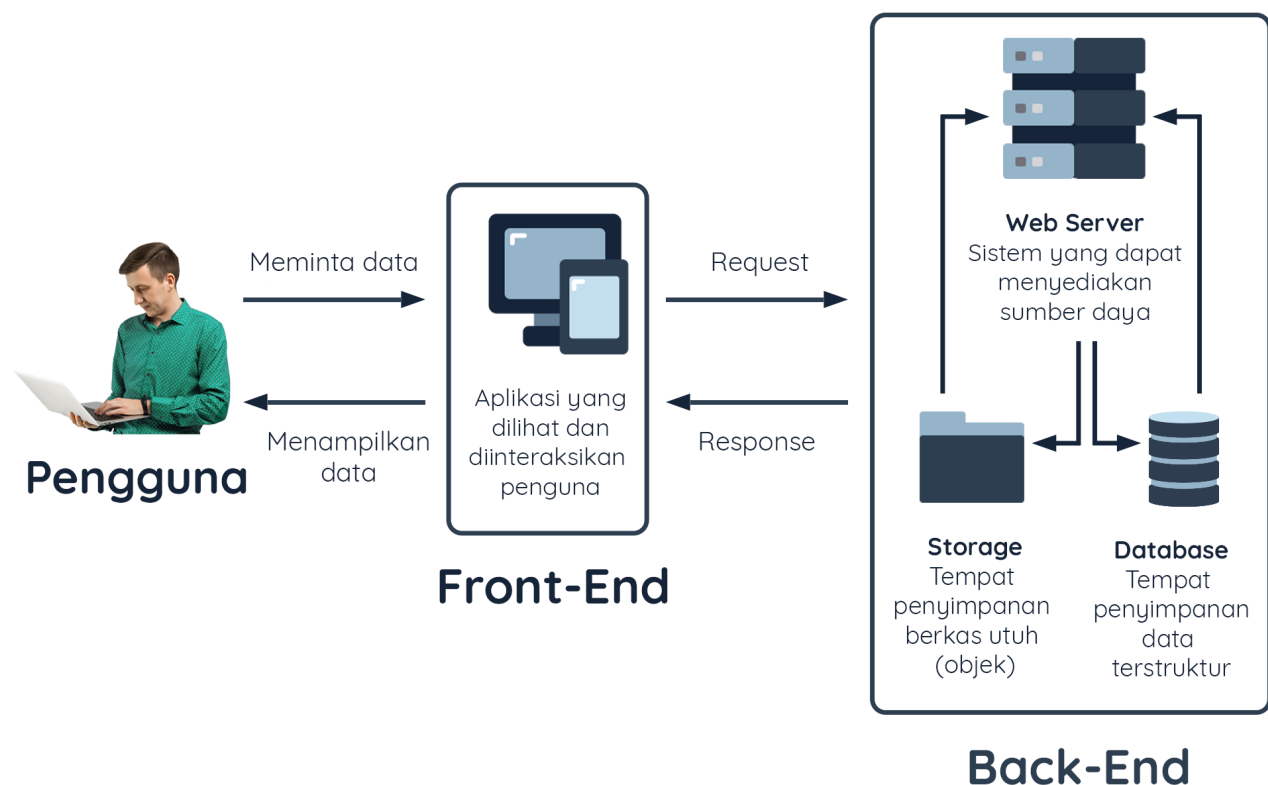 Meminta data
Menampilkan
data
Pengguna
Aplikasi yang
dilihat dan
diinteraksikan
penguna
Front-End
Request
Response
Web Server
Sistem yang dapat
menyediakan
sumber daya
Storage
Tempat
penyimpanan
berkas utuh
(objek)
Database
Tempat
penyimpanan
data
terstruktur
Back-End